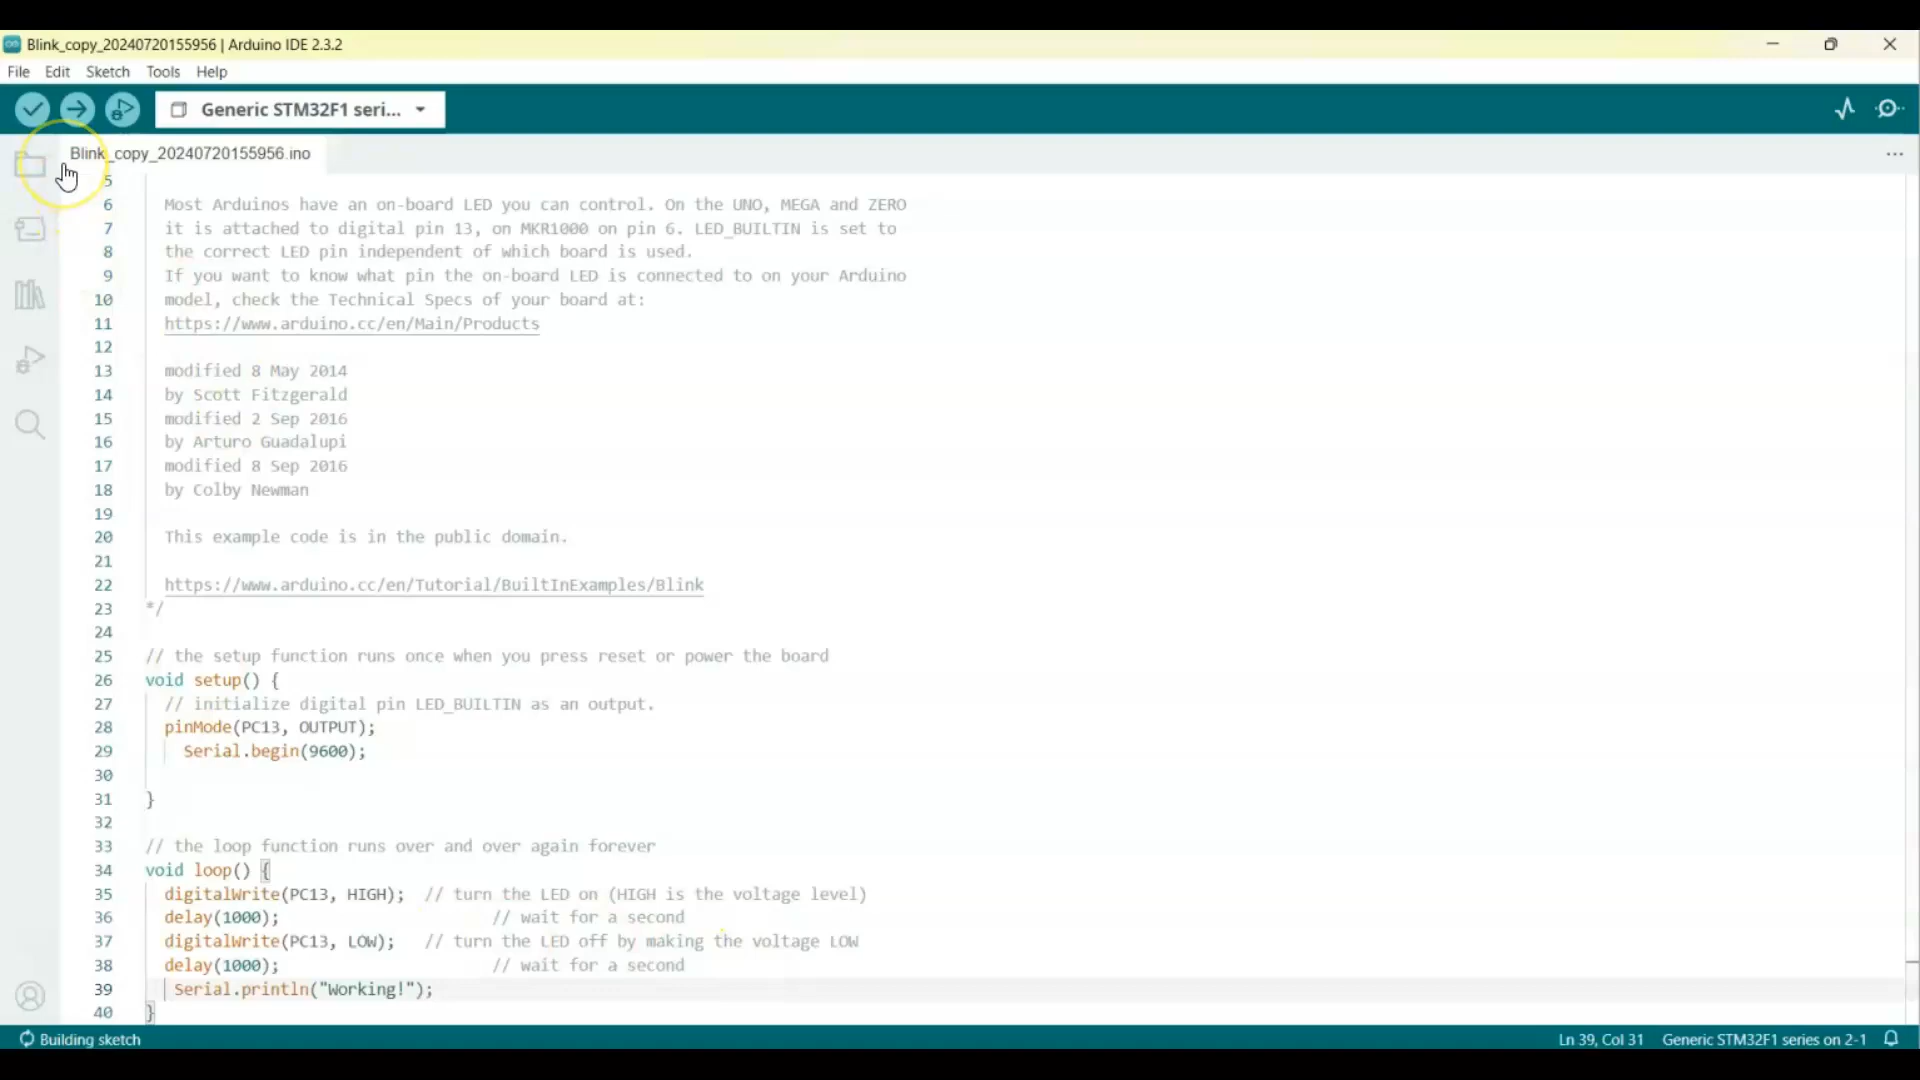 Blink_copy_20240720155956 | Arduino IDE 2.3.2
File Edit Sketch Tools Help
Generic STM32F1 seri...
Blink_copy_20240720155956.ino
...
5
6 Most Arduinos have an on-board LED you can control. On the UNO, MEGA and ZERO
7 it is attached to digital pin 13, on MKR1000 on pin 6. LED_BUILTIN is set to
8 the correct LED pin independent of which board is used.
9 If you want to know what pin the on-board LED is connected to on your Arduino
10 model, check the Technical Specs of your board at:
11 https://www.arduino.cc/en/Main/Products
12
13 modified 8 May 2014
14 by Scott Fitzgerald
15 modified 2 Sep 2016
16 by Arturo Guadalupi
17 modified 8 Sep 2016
18 by Colby Newman
19
20 This example code is in the public domain.
21
22 https://www.arduino.cc/en/Tutorial/BuiltInExamples/Blink
23 */
24
25 // the setup function runs once when you press reset or power the board
26 void setup() {
27 // initialize digital pin LED_BUILTIN as an output.
28 pinMode(PC13, OUTPUT);
29 Serial.begin(9600);
30
31 }
32
33 // the loop function runs over and over again forever
34 void loop() {
35 digitalWrite(PC13, HIGH); // turn the LED on (HIGH is the voltage level)
36 delay(1000); // wait for a second
37 digitalWrite(PC13, LOW); // turn the LED off by making the voltage LOW
38 delay(1000); // wait for a second
39 Serial.println("Working!");
40 }
Building sketch
Ln 39, Col 31 Generic STM32F1 series on 2-1